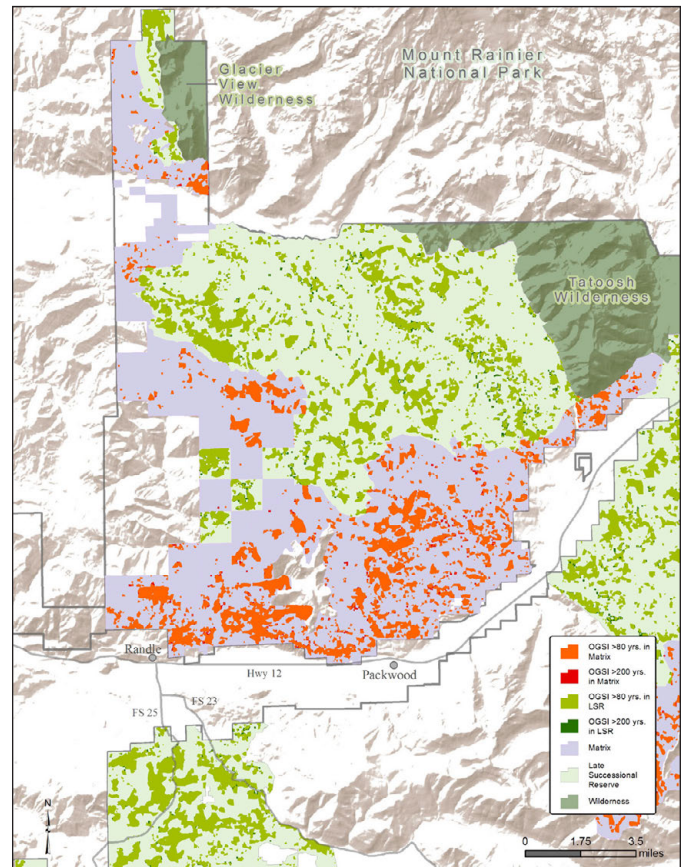 Mount Rainier
National Park
Glacier
View
Wilderness
Tatoosh
Wilderness
Randle
Hwy 12
Packwood
FS 25
FS 23
OGSI >80 yrs. in
Matrix
OGSI >200 yrs.
in Matrix
OGSI >80 yrs. in
LSR
OGSI >200 yrs.
in LSR
Matrix
Late
Successional
Reserve
Wilderness
N
0 1.75 3.5
miles